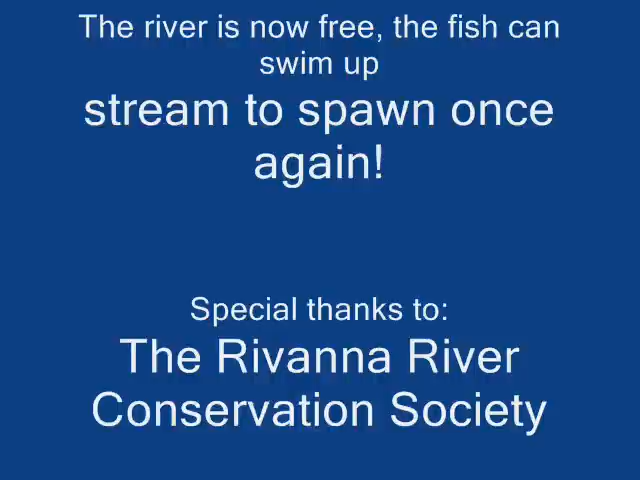 The river is now free, the fish can
swim up
stream to spawn once
again!
Special thanks to:
The Rivanna River
Conservation Society